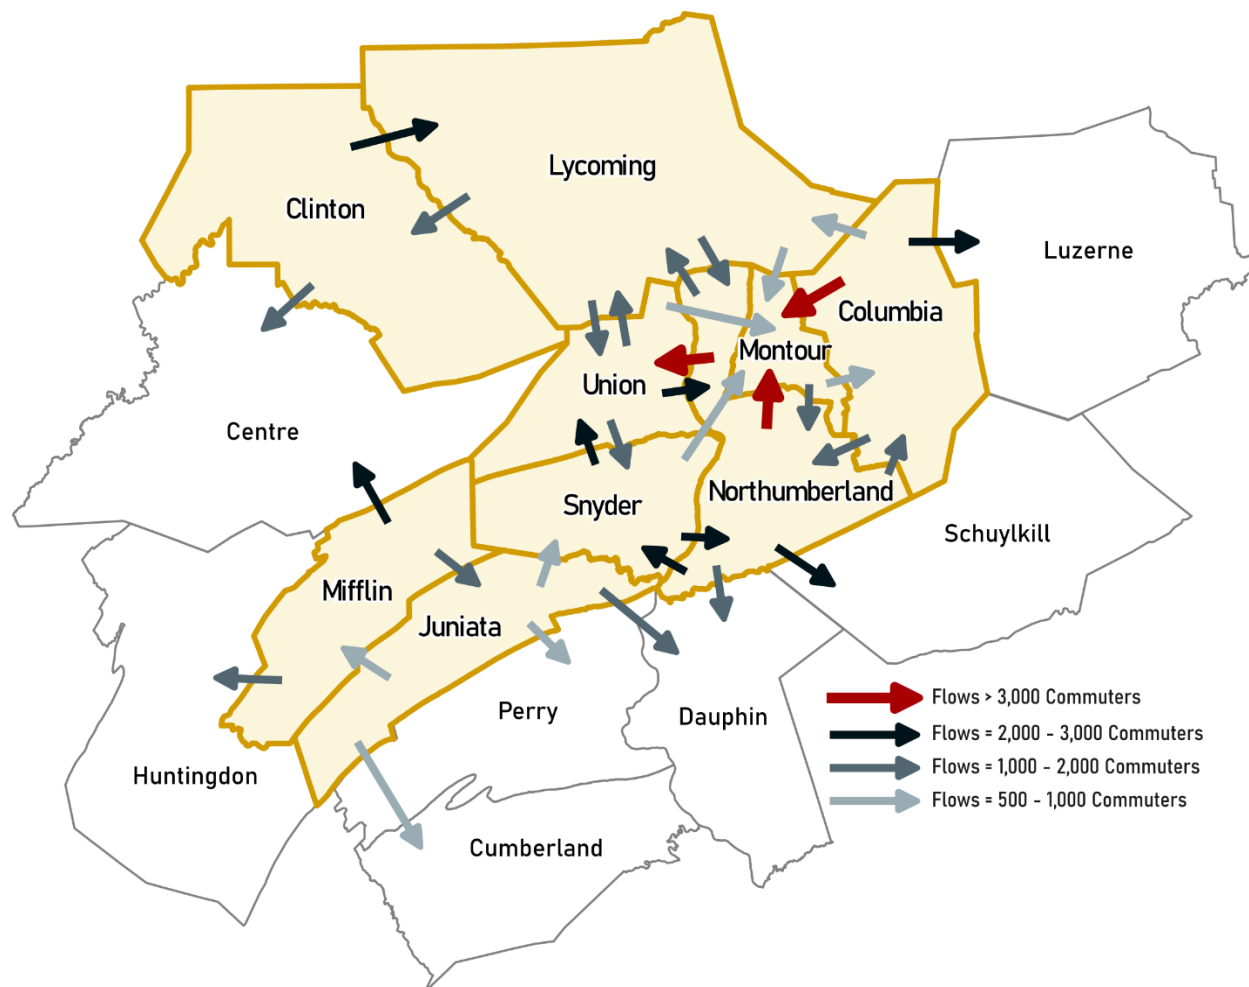 Lycoming
Clinton
Luzerne
Columbia
Montour
Union
Centre
Northumberland
Snyder
Schuylkill
Mifflin
Juniata
Perry
Dauphin
Huntingdon
Cumberland
Flows > 3,000 Commuters
Flows = 2,000 - 3,000 Commuters
Flows = 1,000 - 2,000 Commuters
Flows = 500 - 1,000 Commuters